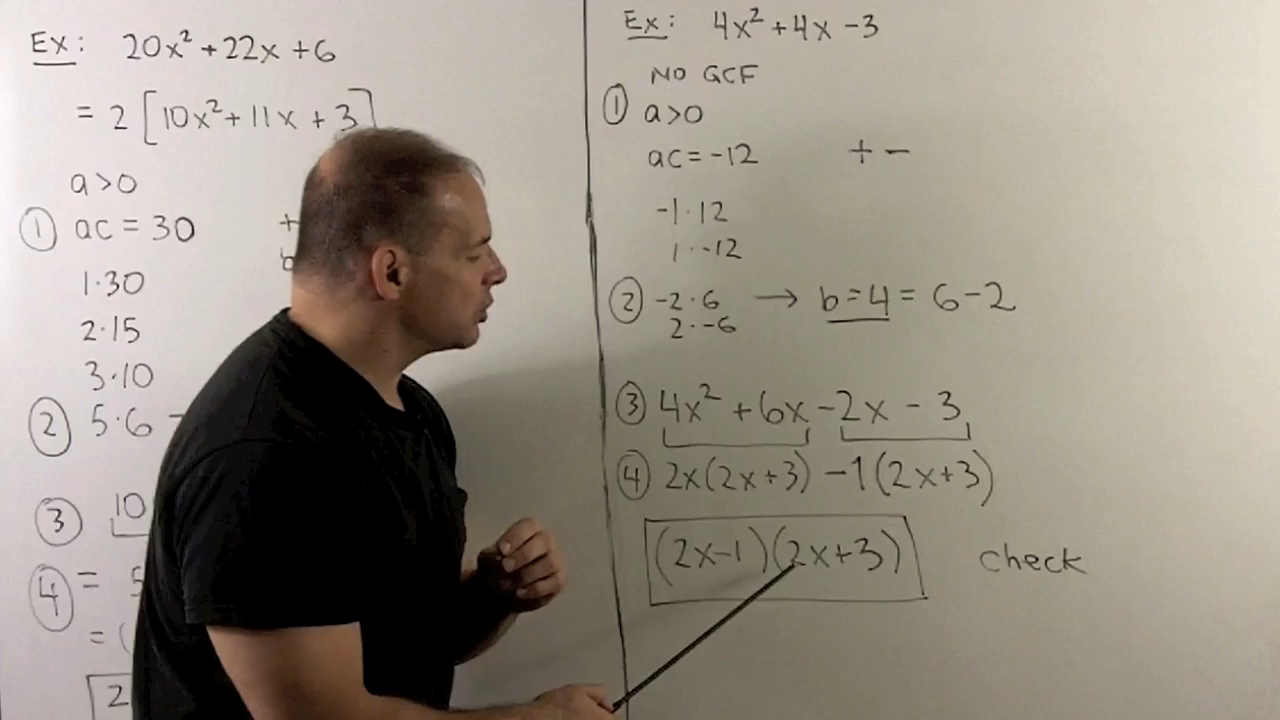 Ex: 20x² + 22x + 6
= 2 [10x² + 11x + 3]
a > 0
① ac = 30 +
1·30
2·15
3·10
② 5·6
③ 10
④ = 5
= (
2
Ex: 4x² + 4x - 3
NO GCF
① a > 0
ac = -12 + -
-1·12
1·-12
② -2·6 → b = 4 = 6 - 2
2·-6
③ 4x² + 6x - 2x - 3
④ 2x(2x+3) - 1(2x+3)
(2x-1)(2x+3) check